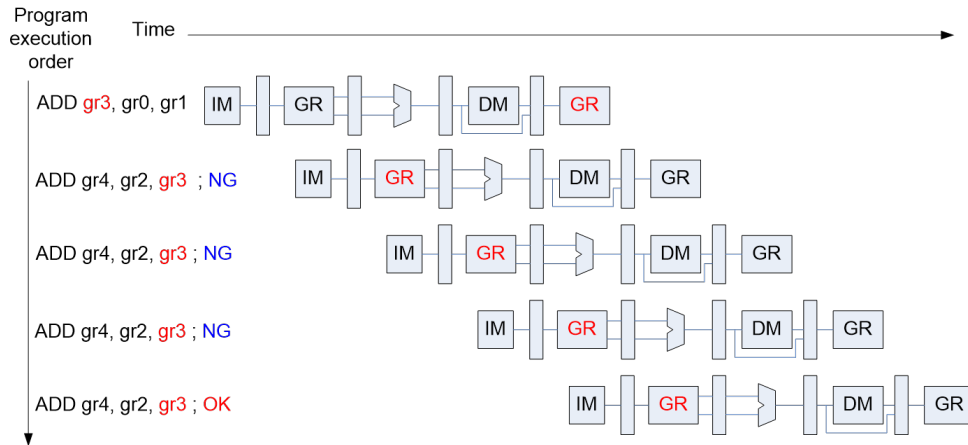 Program
execution
order
Time
ADD gr3, gr0, gr1
IM
GR
DM
GR
ADD gr4, gr2, gr3 ; NG
IM
GR
DM
GR
ADD gr4, gr2, gr3 ; NG
IM
GR
DM
GR
ADD gr4, gr2, gr3 ; NG
IM
GR
DM
GR
ADD gr4, gr2, gr3 ; OK
IM
GR
DM
GR